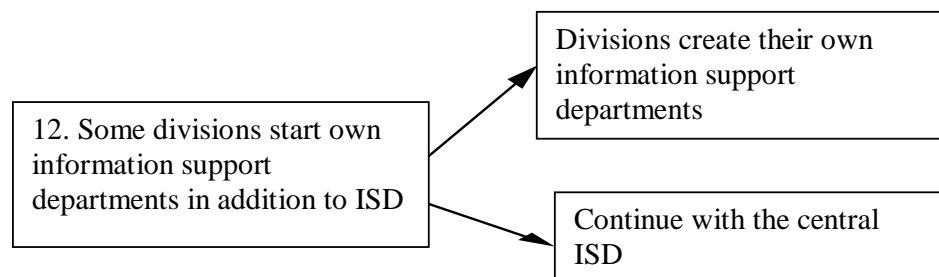 Divisions create their own
information support
departments
12. Some divisions start own
information support
departments in addition to ISD
Continue with the central
ISD